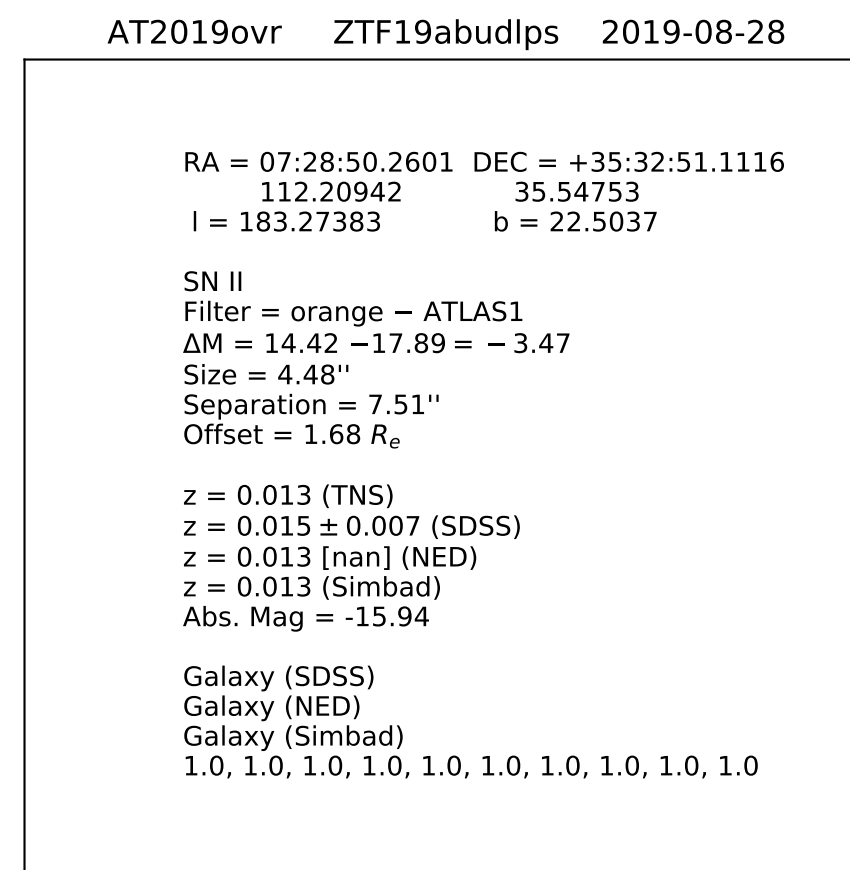 AT2019ovr ZTF19abudlps 2019-08-28
RA = 07:28:50.2601 DEC = +35:32:51.1116
112.20942 35.54753
l = 183.27383 b = 22.5037
SN II
Filter = orange − ATLAS1
ΔM = 14.42 −17.89 = − 3.47
Size = 4.48''
Separation = 7.51''
Offset = 1.68 Rₑ
z = 0.013 (TNS)
z = 0.015 ± 0.007 (SDSS)
z = 0.013 [nan] (NED)
z = 0.013 (Simbad)
Abs. Mag = -15.94
Galaxy (SDSS)
Galaxy (NED)
Galaxy (Simbad)
1.0, 1.0, 1.0, 1.0, 1.0, 1.0, 1.0, 1.0, 1.0, 1.0